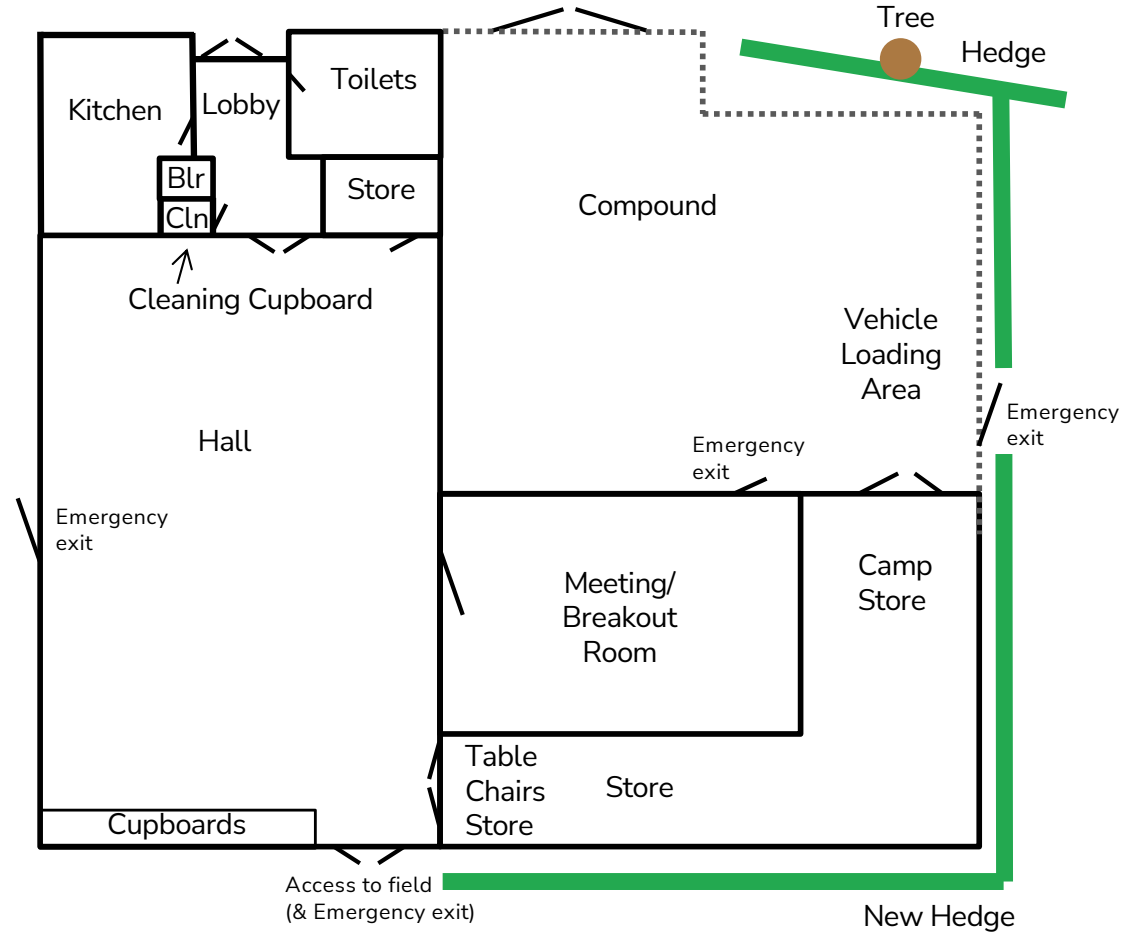 Tree
Hedge
Kitchen
Lobby
Toilets
Blr
Cln
Store
Compound
Cleaning Cupboard
Vehicle
Loading
Area
Hall
Emergency
exit
Emergency
exit
Emergency
exit
Meeting/
Breakout
Room
Camp
Store
Table
Chairs
Store
Store
Cupboards
Access to field
(& Emergency exit)
New Hedge